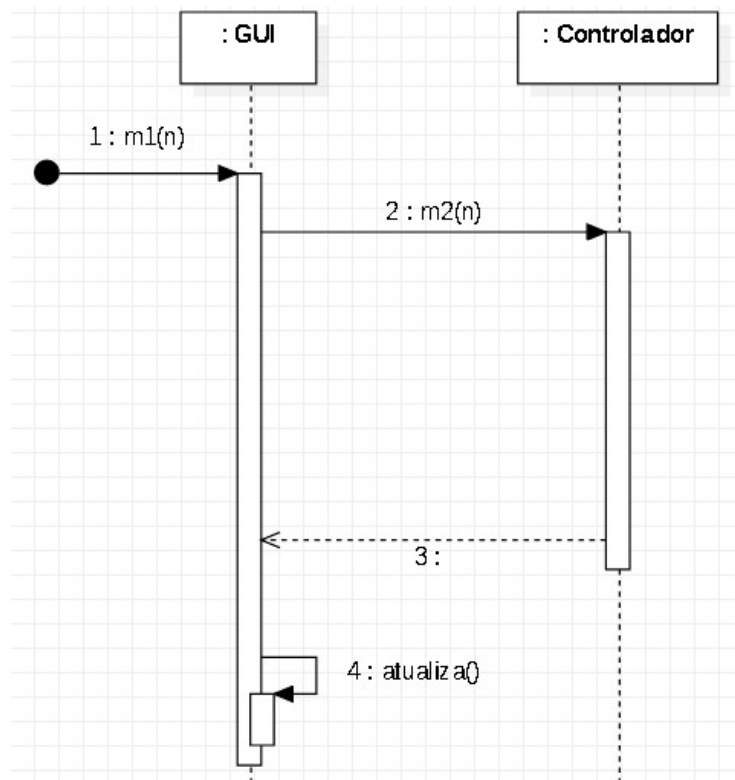 : GUI
: Controlador
1 : m1(n)
2 : m2(n)
3 :
4 : atualiza()